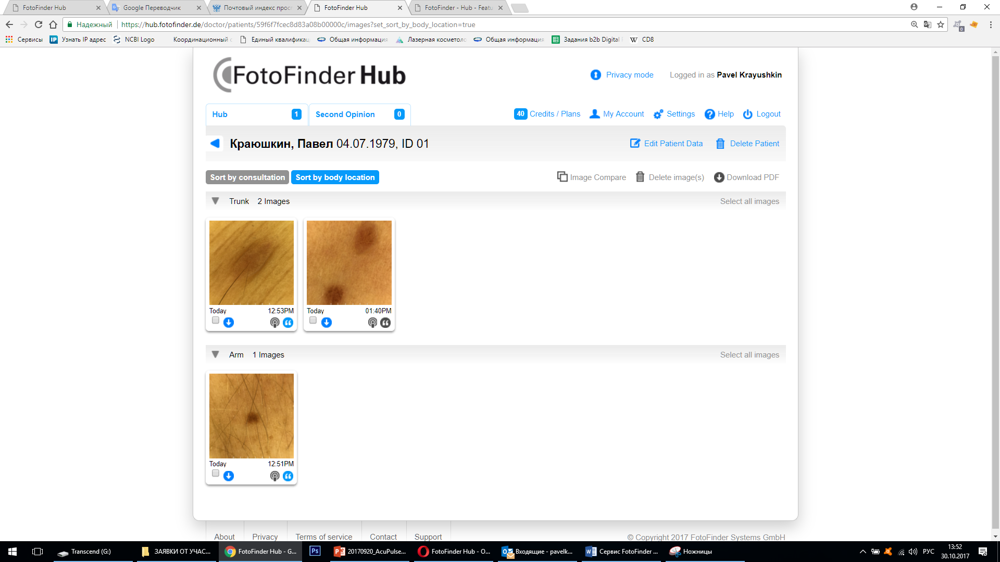 FotoFinder Hub
Google Переводчик
Почтовый индекс прос
FotoFinder Hub
FotoFinder - Hub - Featu
Надежный
https://hub.fotofinder.de/doctor/patients/59f6f7fcec8d83a08b00000c/images?set_sort_by_body_location=true
0
Сервисы
IP Узнать IP адрес
NCBI Logo
Координационный
Единый квалификац
Общая информация
Лазерная косметоло
Общая информация
Задания b2b Digital
W CD8
FotoFinder Hub
Privacy mode
Logged in as Pavel Krayushkin
Hub 1
Second Opinion 0
40 Credits / Plans
My Account
Settings
Help
Logout
Краюшкин, Павел 04.07.1979, ID 01
Edit Patient Data
Delete Patient
Sort by consultation
Sort by body location
Image Compare
Delete image(s)
Download PDF
Trunk 2 Images
Select all images
Today 12:53PM
Today 01:40PM
Arm 1 Images
Select all images
Today 12:51PM
About
Privacy
Terms of service
Contact
Support
© Copyright 2017 FotoFinder Systems GmbH
Transcend (G:)
ЗАЯВКИ ОТ УЧАС...
FotoFinder Hub - G...
Ps
20170920_AcuPulse...
FotoFinder Hub - O...
Входящие - pavelk...
Сервис FotoFinder ...
Ножницы
РУС
13:52
30.10.2017